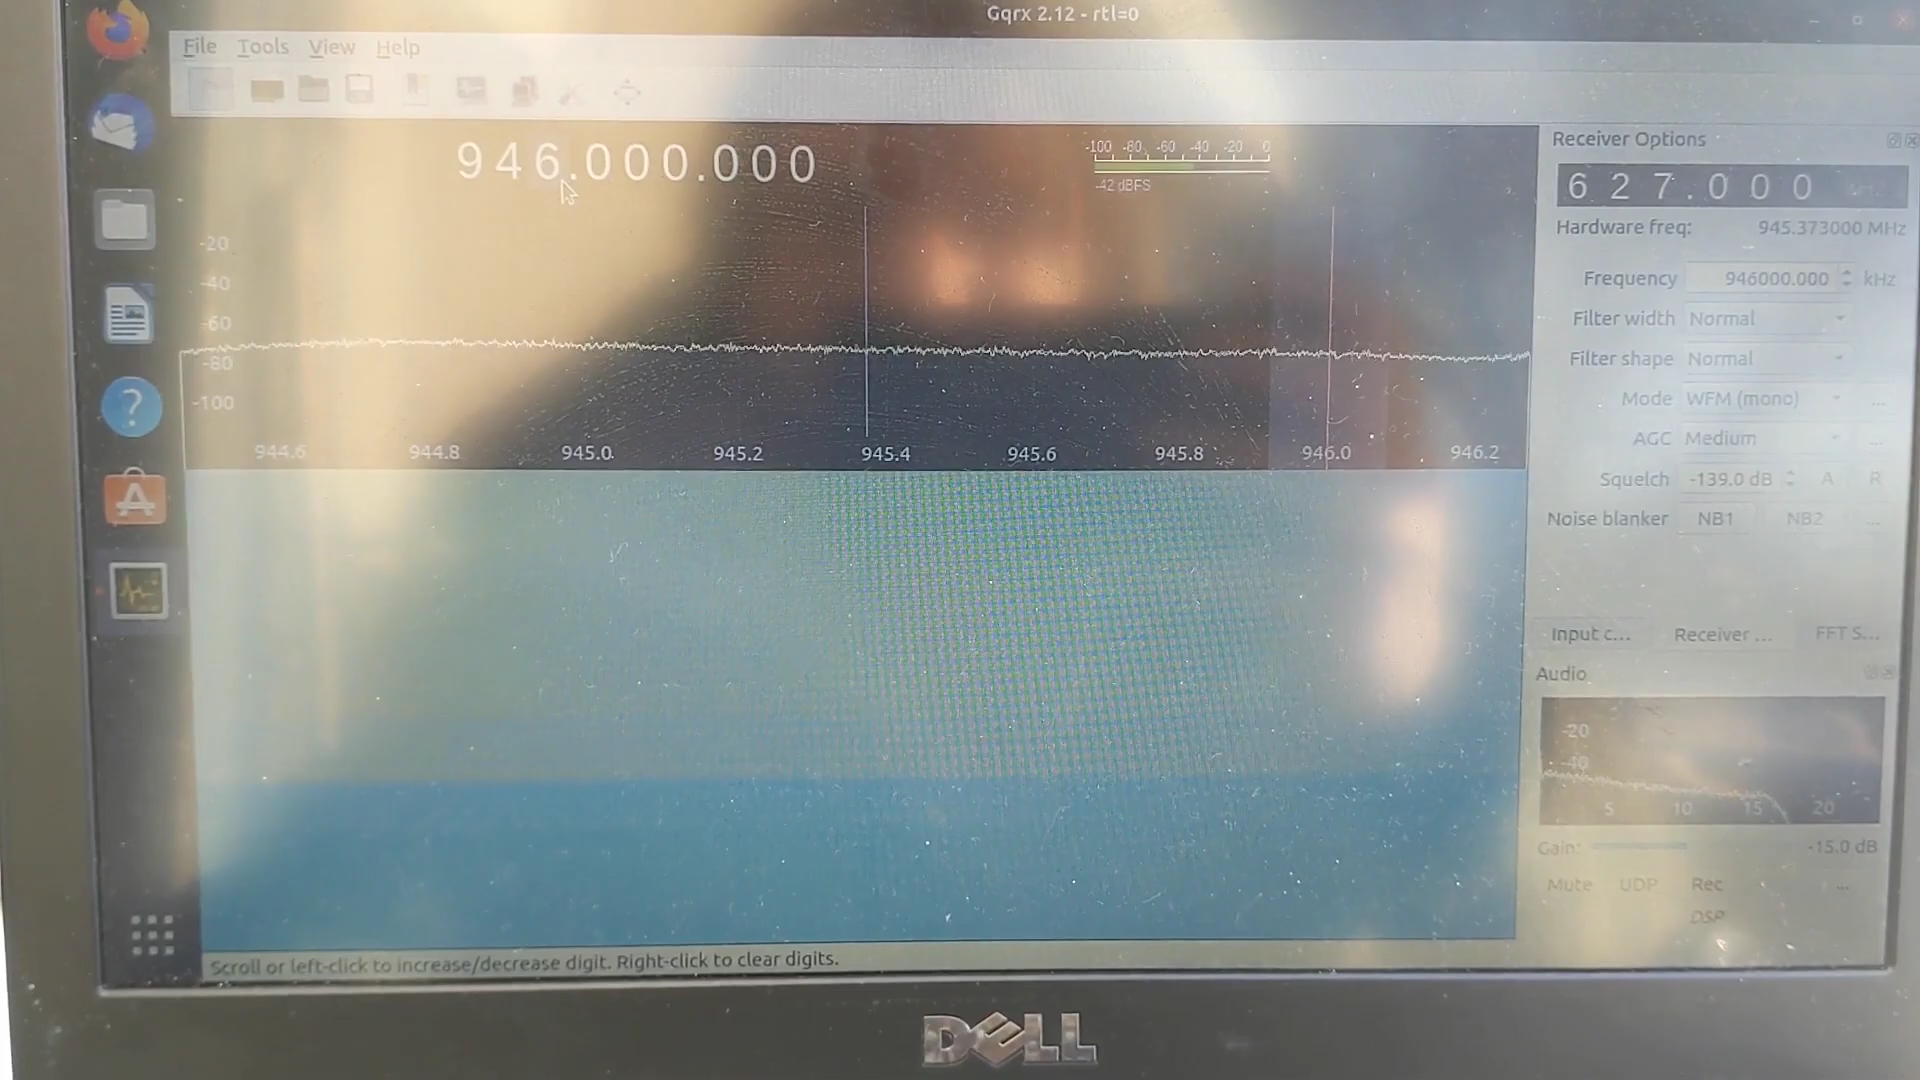 Gqrx 2.12 - rtl=0
File Tools View Help
946.000.000
-100 -80 -60 -40 -20 0
-42 dBFS
-20
-40
-60
-80
-100
944.6 944.8 945.0 945.2 945.4 945.6 945.8 946.0 946.2
Receiver Options
627.000
Hardware freq: 945.373000 MHz
Frequency 946000.000 kHz
Filter width Normal
Filter shape Normal
Mode WFM (mono) ...
AGC Medium ...
Squelch -139.0 dB A R
Noise blanker NB1 NB2 ...
Input c... Receiver ... FFT S...
Audio
-20
-40
5 10 15 20
Gain: -15.0 dB
Mute UDP Rec ...
DSP
Scroll or left-click to increase/decrease digit. Right-click to clear digits.
DELL